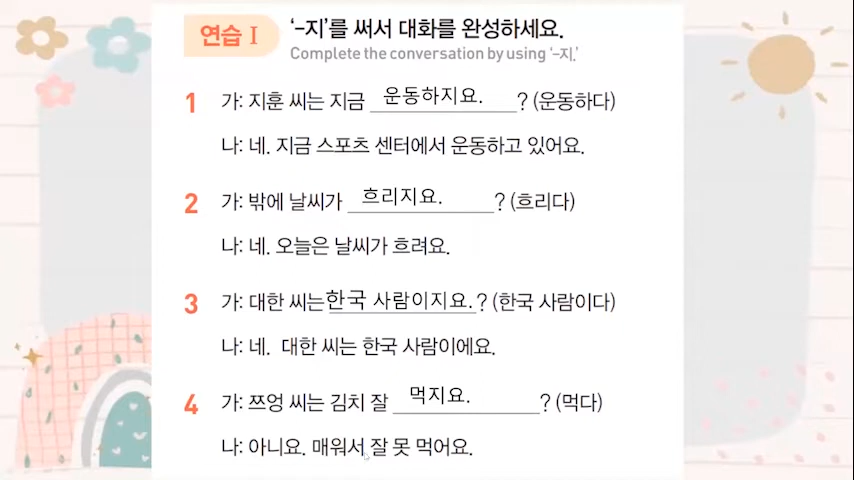 연습 I '-지'를 써서 대화를 완성하세요.
Complete the conversation by using '-지.'
1 가: 지훈 씨는 지금 운동하지요. ? (운동하다)
나: 네. 지금 스포츠 센터에서 운동하고 있어요.
2 가: 밖에 날씨가 흐리지요. ? (흐리다)
나: 네. 오늘은 날씨가 흐려요.
3 가: 대한 씨는 한국 사람이지요. ? (한국 사람이다)
나: 네. 대한 씨는 한국 사람이에요.
4 가: 쯔엉 씨는 김치 잘 먹지요. ? (먹다)
나: 아니요. 매워서 잘 못 먹어요.